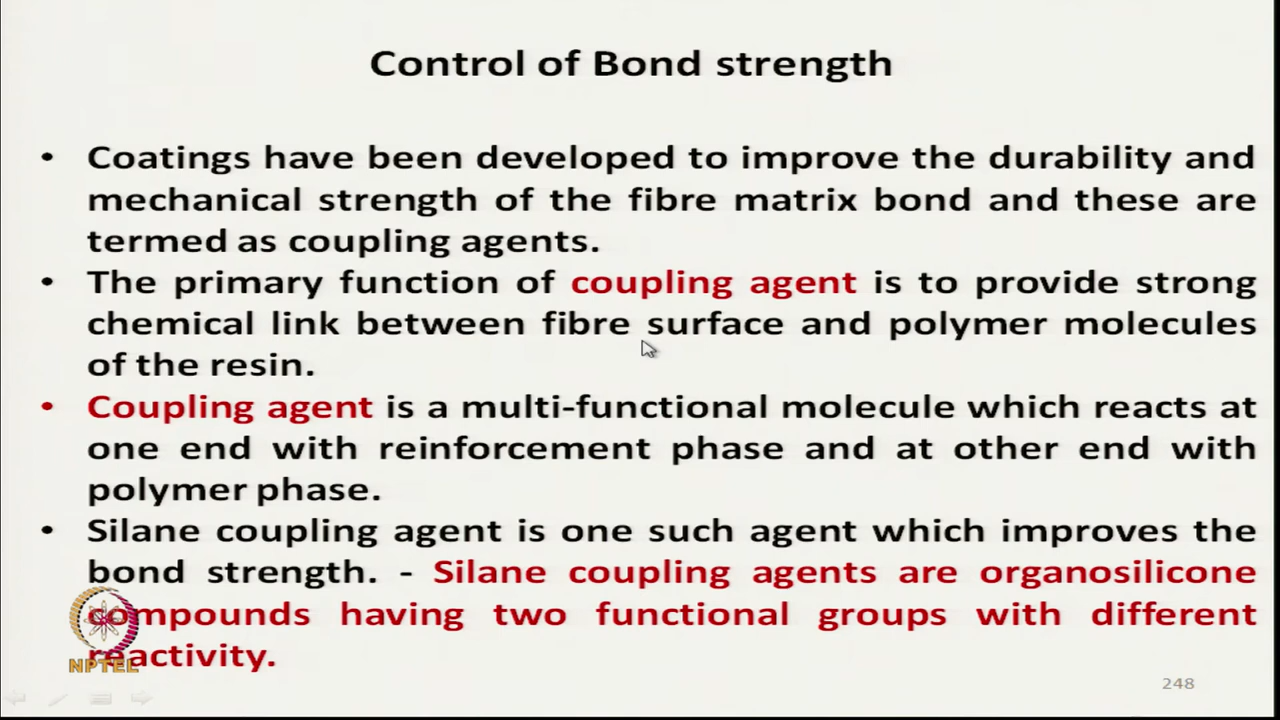 Control of Bond strength
• Coatings have been developed to improve the durability and
mechanical strength of the fibre matrix bond and these are
termed as coupling agents.
• The primary function of coupling agent is to provide strong
chemical link between fibre surface and polymer molecules
of the resin.
• Coupling agent is a multi-functional molecule which reacts at
one end with reinforcement phase and at other end with
polymer phase.
• Silane coupling agent is one such agent which improves the
bond strength. - Silane coupling agents are organosilicone
compounds having two functional groups with different
reactivity.
NPTEL
248